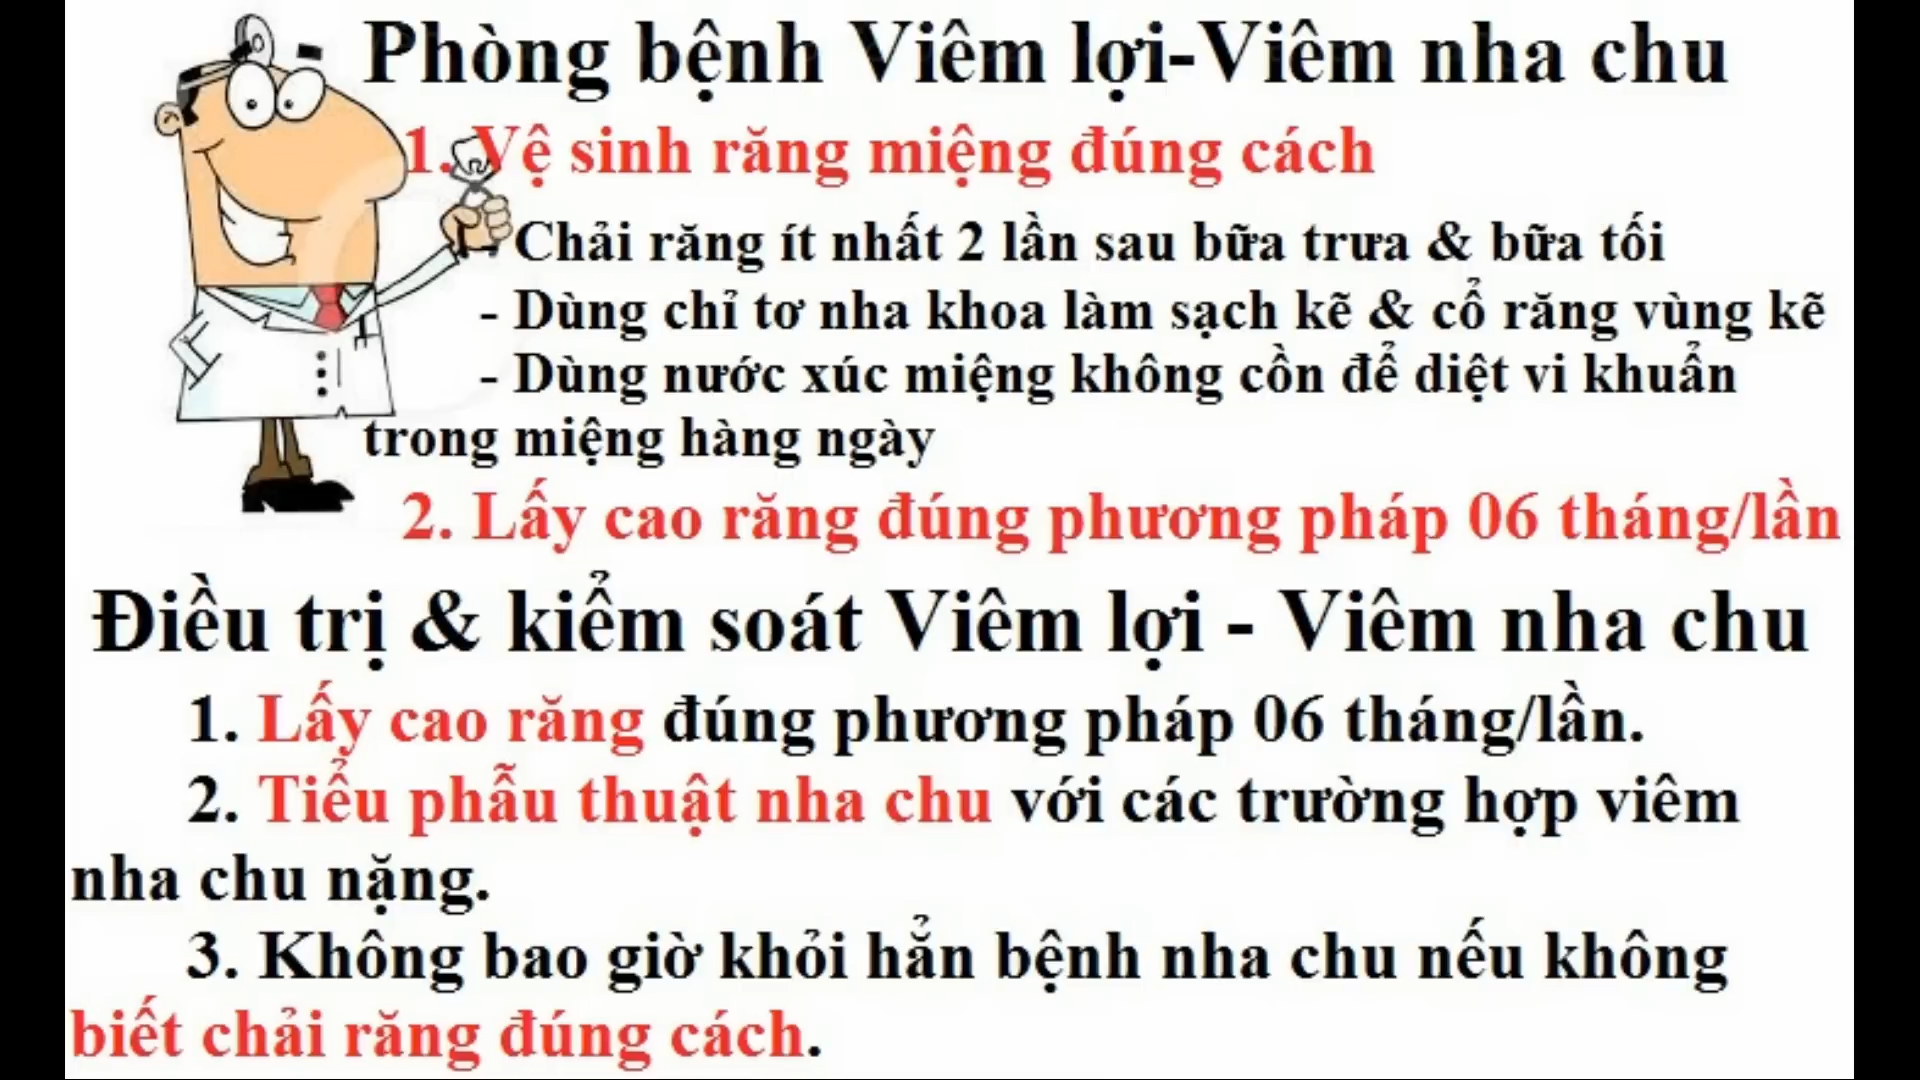 Phòng bệnh Viêm lợi-Viêm nha chu
1. Vệ sinh răng miệng đúng cách
- Chải răng ít nhất 2 lần sau bữa trưa & bữa tối
- Dùng chỉ tơ nha khoa làm sạch kẽ & cổ răng vùng kẽ
- Dùng nước xúc miệng không cồn để diệt vi khuẩn
trong miệng hàng ngày
2. Lấy cao răng đúng phương pháp 06 tháng/lần
Điều trị & kiểm soát Viêm lợi - Viêm nha chu
1. Lấy cao răng đúng phương pháp 06 tháng/lần.
2. Tiểu phẫu thuật nha chu với các trường hợp viêm
nha chu nặng.
3. Không bao giờ khỏi hẳn bệnh nha chu nếu không
biết chải răng đúng cách.